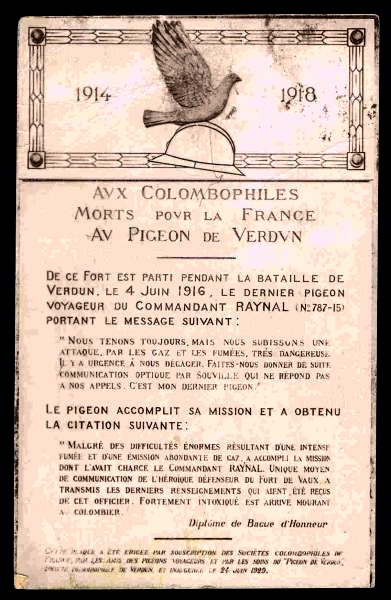 1914 1918
AVX COLOMBOPHILES
MORTS POVR LA FRANCE
AV PIGEON DE VERDVN
DE CE FORT EST PARTI PENDANT LA BATAILLE DE
VERDUN, LE 4 JUIN 1916, LE DERNIER PIGEON
VOYAGEUR DU COMMANDANT RAYNAL (No 787-15)
PORTANT LE MESSAGE SUIVANT :
"NOUS TENONS TOUJOURS, MAIS NOUS SUBISSONS UNE
ATTAQUE, PAR LES GAZ ET LES FUMÉES, TRÉS DANGEREUSE.
IL Y A URGENCE À NOUS DÉGAGER. FAITES-NOUS DONNER DE SUITE
COMMUNICATION OPTIQUE PAR SOUVILLE QUI NE RÉPOND PAS
A NOS APPELS. C'EST MON DERNIER PIGEON."
LE PIGEON ACCOMPLIT SA MISSION ET A OBTENU
LA CITATION SUIVANTE :
"MALGRÉ DES DIFFICULTÉS ÉNORMES RÉSULTANT D'UNE INTENSE
FUMÉE ET D'UNE ÉMISSION ABONDANTE DE GAZ, A ACCOMPLI LA MISSION
DONT L'AVAIT CHARGÉ LE COMMANDANT RAYNAL. UNIQUE MOYEN
DE COMMUNICATION DE L'HÉROÏQUE DÉFENSEUR DU FORT DE VAUX, A
TRANSMIS LES DERNIERS RENSEIGNEMENTS QUI AIENT ÉTÉ REÇUS
DE CET OFFICIER. FORTEMENT INTOXIQUÉ EST ARRIVÉ MOURANT
AU COLOMBIER.
Diplôme de Bague d'Honneur
CETTE PLAQUE A ÉTÉ ÉRIGÉE PAR SOUSCRIPTION DES SOCIÉTÉS COLOMBOPHILES DE
FRANCE, PAR LES AMIS DES PIGEONS VOYAGEURS ET PAR LES SOINS DU "PIGEON DE VERDUN",
SOCIÉTÉ COLOMBOPHILE DE VERDUN, ET INAUGURÉE LE 24 JUIN 1929.